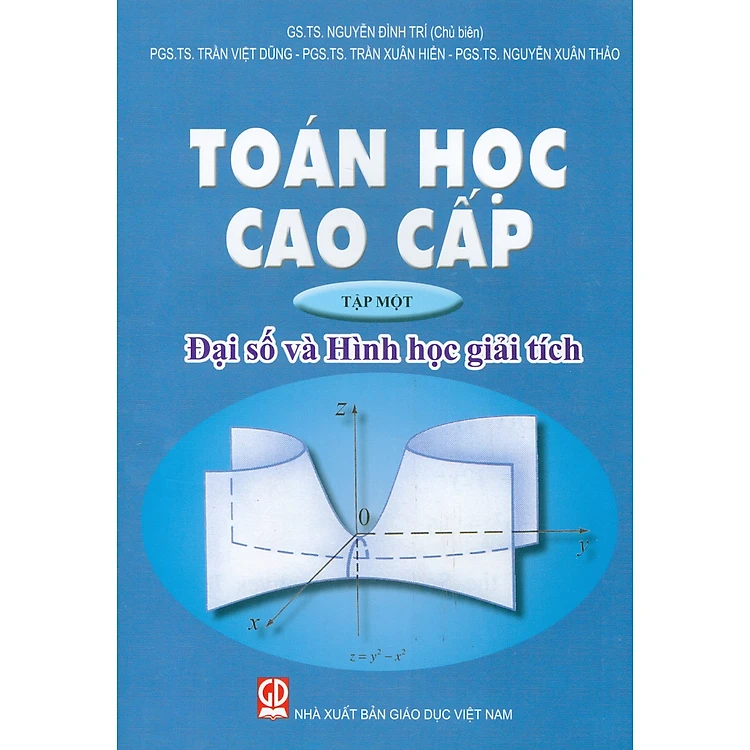 GS.TS. NGUYỄN ĐÌNH TRÍ (Chủ biên)
PGS.TS. TRẦN VIỆT DŨNG - PGS.TS. TRẦN XUÂN HIỂN - PGS.TS. NGUYỄN XUÂN THẢO
TOÁN HỌC
CAO CẤP
TẬP MỘT
Đại số và Hình học giải tích
z
0
y
x
z = y² – x²
GD
NHÀ XUẤT BẢN GIÁO DỤC VIỆT NAM